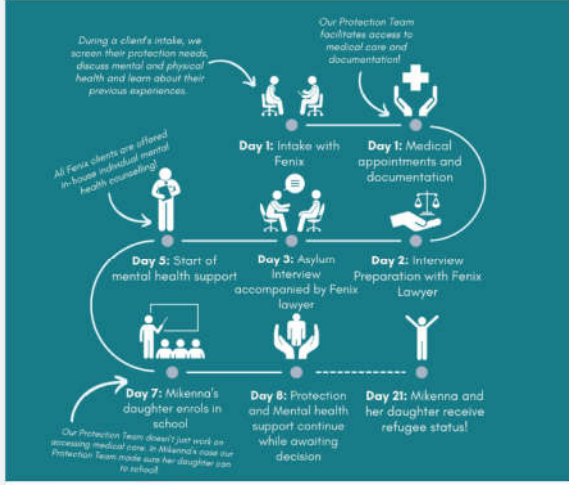 During a client's intake, we
screen their protection needs,
discuss mental and physical
health and learn about their
previous experiences.
Our Protection Team
facilitates access to
medical care and
documentation!
Day 1: Intake with
Fenix
Day 1: Medical
appointments and
documentation
All Fenix clients are offered
in-house individual mental
health counselling!
Day 5: Start of
mental health support
Day 3: Asylum
Interview
accompanied by Fenix
lawyer
Day 2: Interview
Preparation with Fenix
Lawyer
Day 7: Mikenna's
daughter enrols in
school
Day 8: Protection
and Mental health
support continue
while awaiting
decision
Day 21: Mikenna and
her daughter receive
refugee status!
Our Protection Team doesn't just work on
accessing medical care. In Mikenna's case our
Protection Team made sure her daughter can
to school!